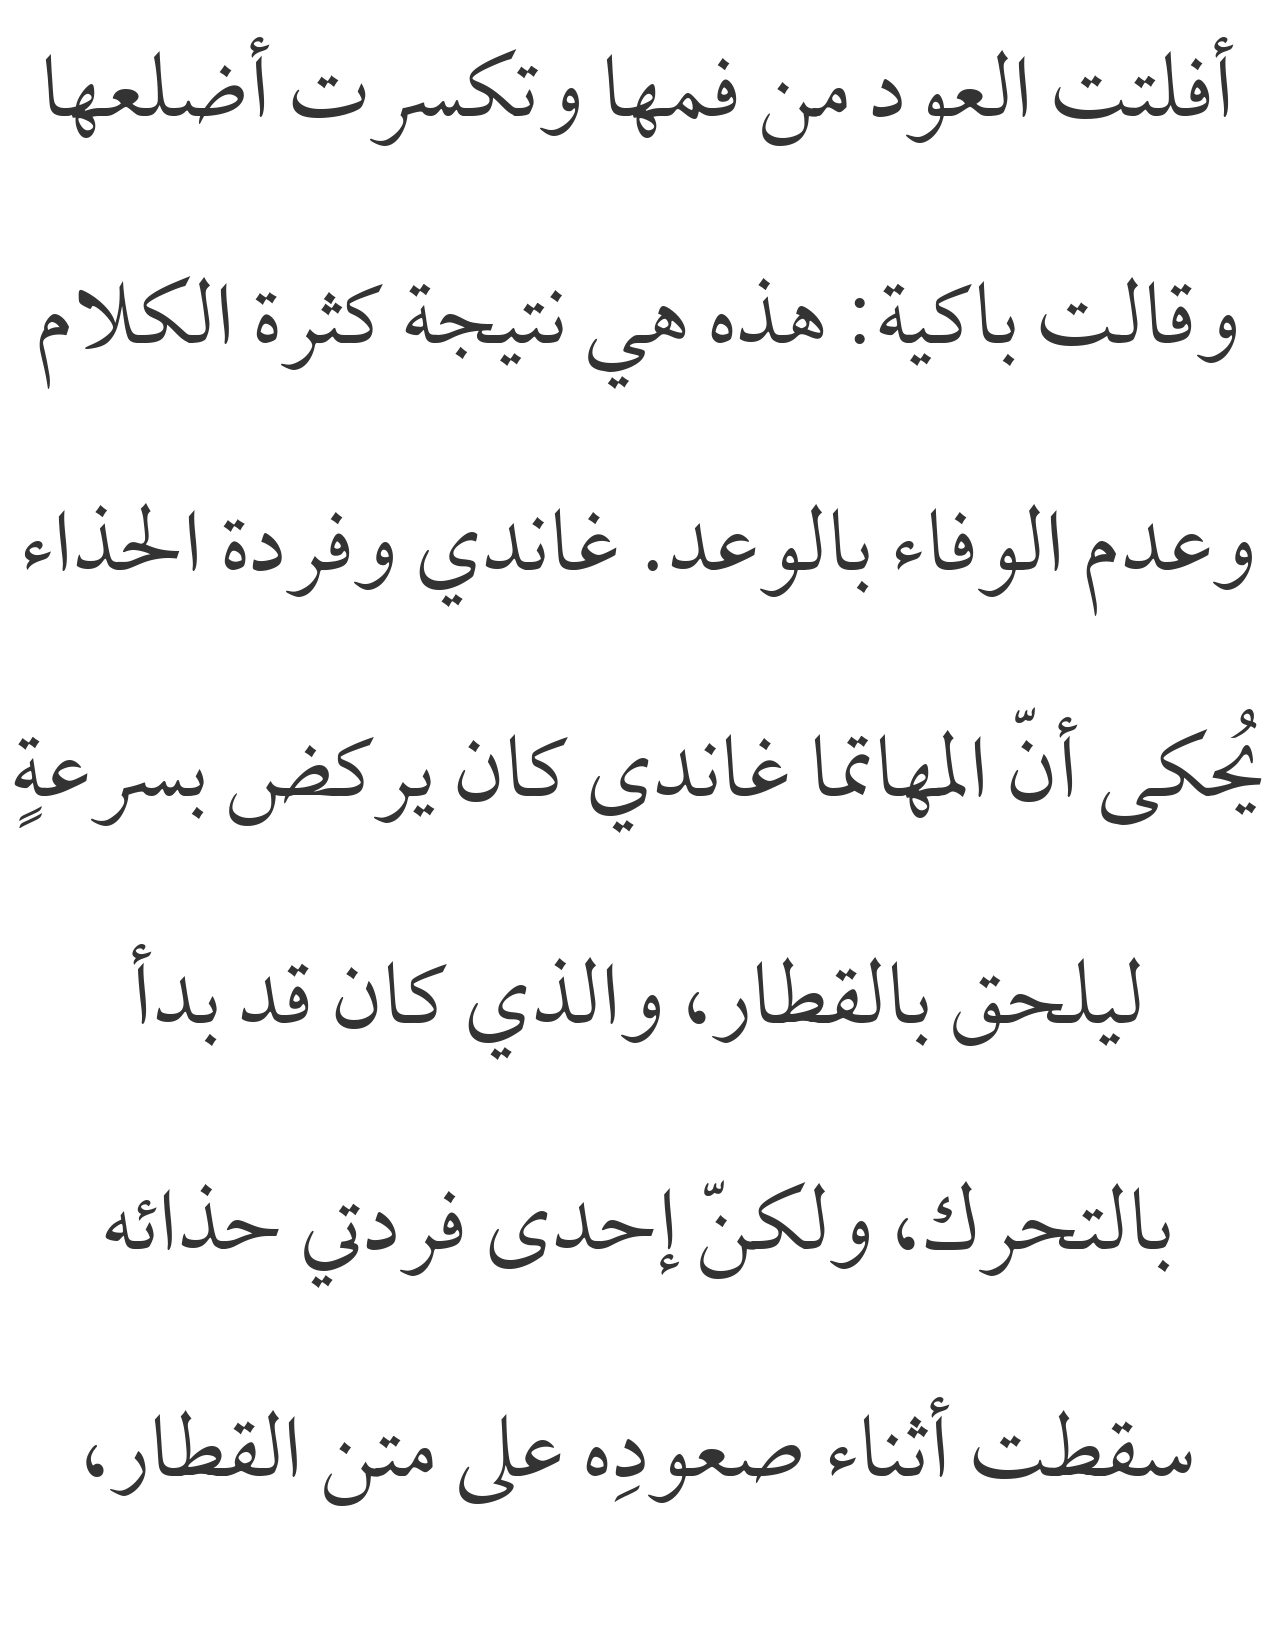 أفلتت العود من فمها وتكسرت أضلعها
وقالت باكية: هذه هي نتيجة كثرة الكلام
وعدم الوفاء بالوعد. غاندي وفردة الحذاء
يُحكى أنّ المهاتما غاندي كان يركض بسرعةٍ
ليلحق بالقطار، والذي كان قد بدأ
بالتحرك، ولكنّ إحدى فردتي حذائه
سقطت أثناء صعودِه على متن القطار،